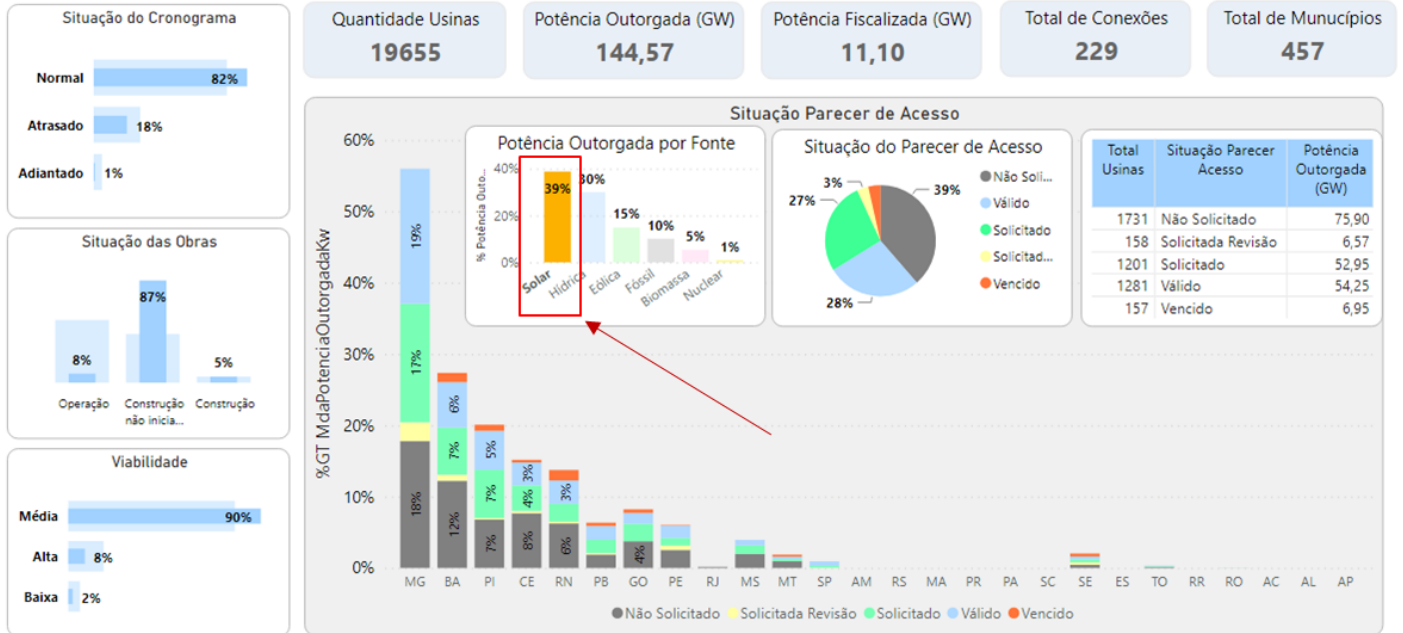 Situação do Cronograma
Normal 82%
Atrasado 18%
Adiantado 1%
Situação das Obras
8% 87% 5%
Operação Construção não inicia... Construção
Viabilidade
Média 90%
Alta 8%
Baixa 2%
Quantidade Usinas
19655
Potência Outorgada (GW)
144,57
Potência Fiscalizada (GW)
11,10
Total de Conexões
229
Total de Munucípios
457
Situação Parecer de Acesso
%GT MdaPotenciaOutorgadaKw
60%
50%
40%
30%
20%
10%
0%
Potência Outorgada por Fonte
% Potência Outo...
40%
20%
0%
39% 30% 15% 10% 5% 1%
Solar Hídrica Eólica Fóssil Biomassa Nuclear
Situação do Parecer de Acesso
3% 39% 27% 28%
Não Soli...
Válido
Solicitado
Solicitad...
Vencido
Total Usinas Situação Parecer Acesso Potência Outorgada (GW)
1731 Não Solicitado 75,90
158 Solicitada Revisão 6,57
1201 Solicitado 52,95
1281 Válido 54,25
157 Vencido 6,95
19% 17% 18%
6% 7% 12%
5% 7% 7%
3% 4% 8%
3% 6%
4%
MG BA PI CE RN PB GO PE RJ MS MT SP AM RS MA PR PA SC SE ES TO RR RO AC AL AP
Não Solicitado Solicitada Revisão Solicitado Válido Vencido